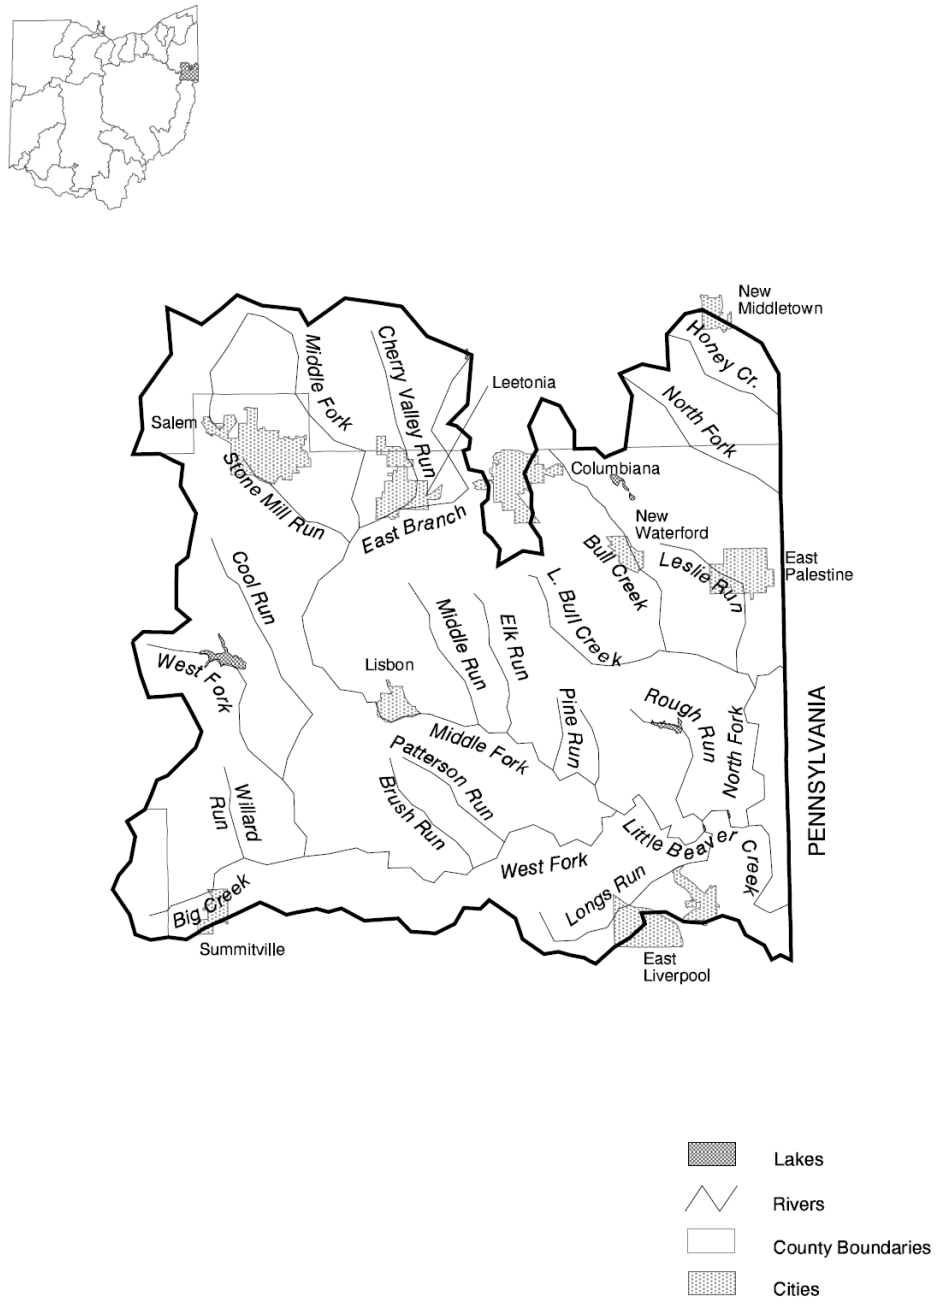 New
Middletown
Honey Cr.
Middle Fork
Cherry Valley Run
Leetonia
North Fork
Salem
Stone Mill Run
Columbiana
East Branch
New
Waterford
Bull Creek
Leslie Run
East
Palestine
Cool Run
L. Bull Creek
Middle Run
Elk Run
West Fork
Lisbon
Pine Run
Rough Run
North Fork
PENNSYLVANIA
Middle Fork
Patterson Run
Brush Run
Willard
Run
Little Beaver
Creek
West Fork
Longs Run
Big Creek
Summitville
East
Liverpool
Lakes
Rivers
County Boundaries
Cities